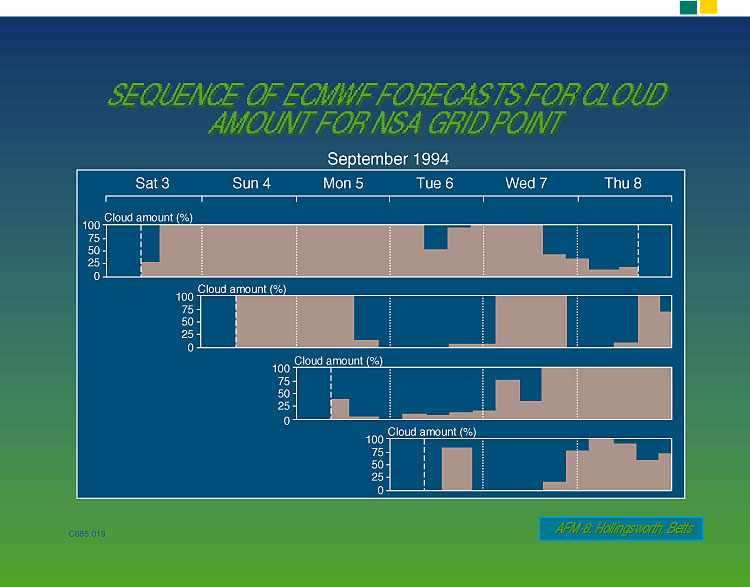 SEQUENCE OF ECMWF FORECASTS FOR CLOUD
AMOUNT FOR NSA GRID POINT
September 1994
Sat 3 Sun 4 Mon 5 Tue 6 Wed 7 Thu 8
Cloud amount (%)
100
75
50
25
0
Cloud amount (%)
100
75
50
25
0
Cloud amount (%)
100
75
50
25
0
Cloud amount (%)
100
75
50
25
0
C665.019
AFM & Hollingsworth, Betts